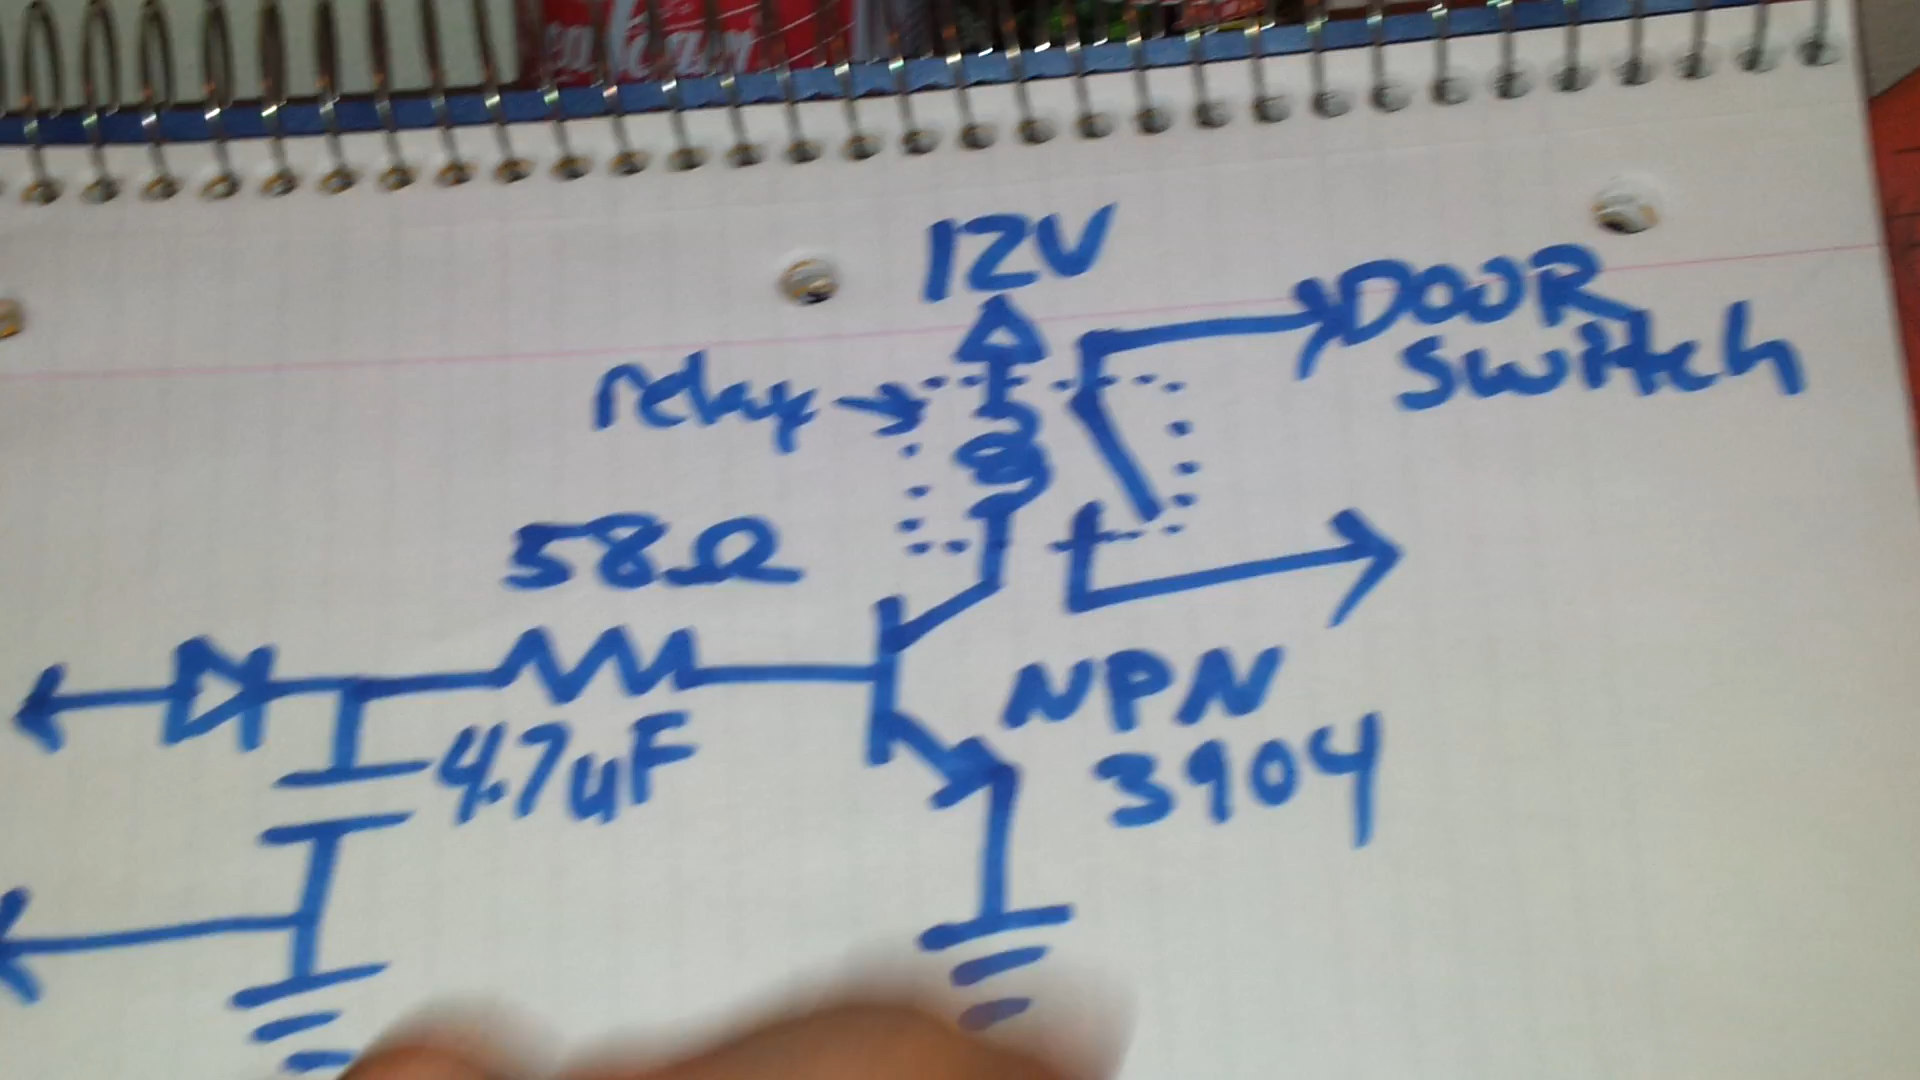 12V
DOOR
Switch
relay
58Ω
NPN
4.7uF
3904